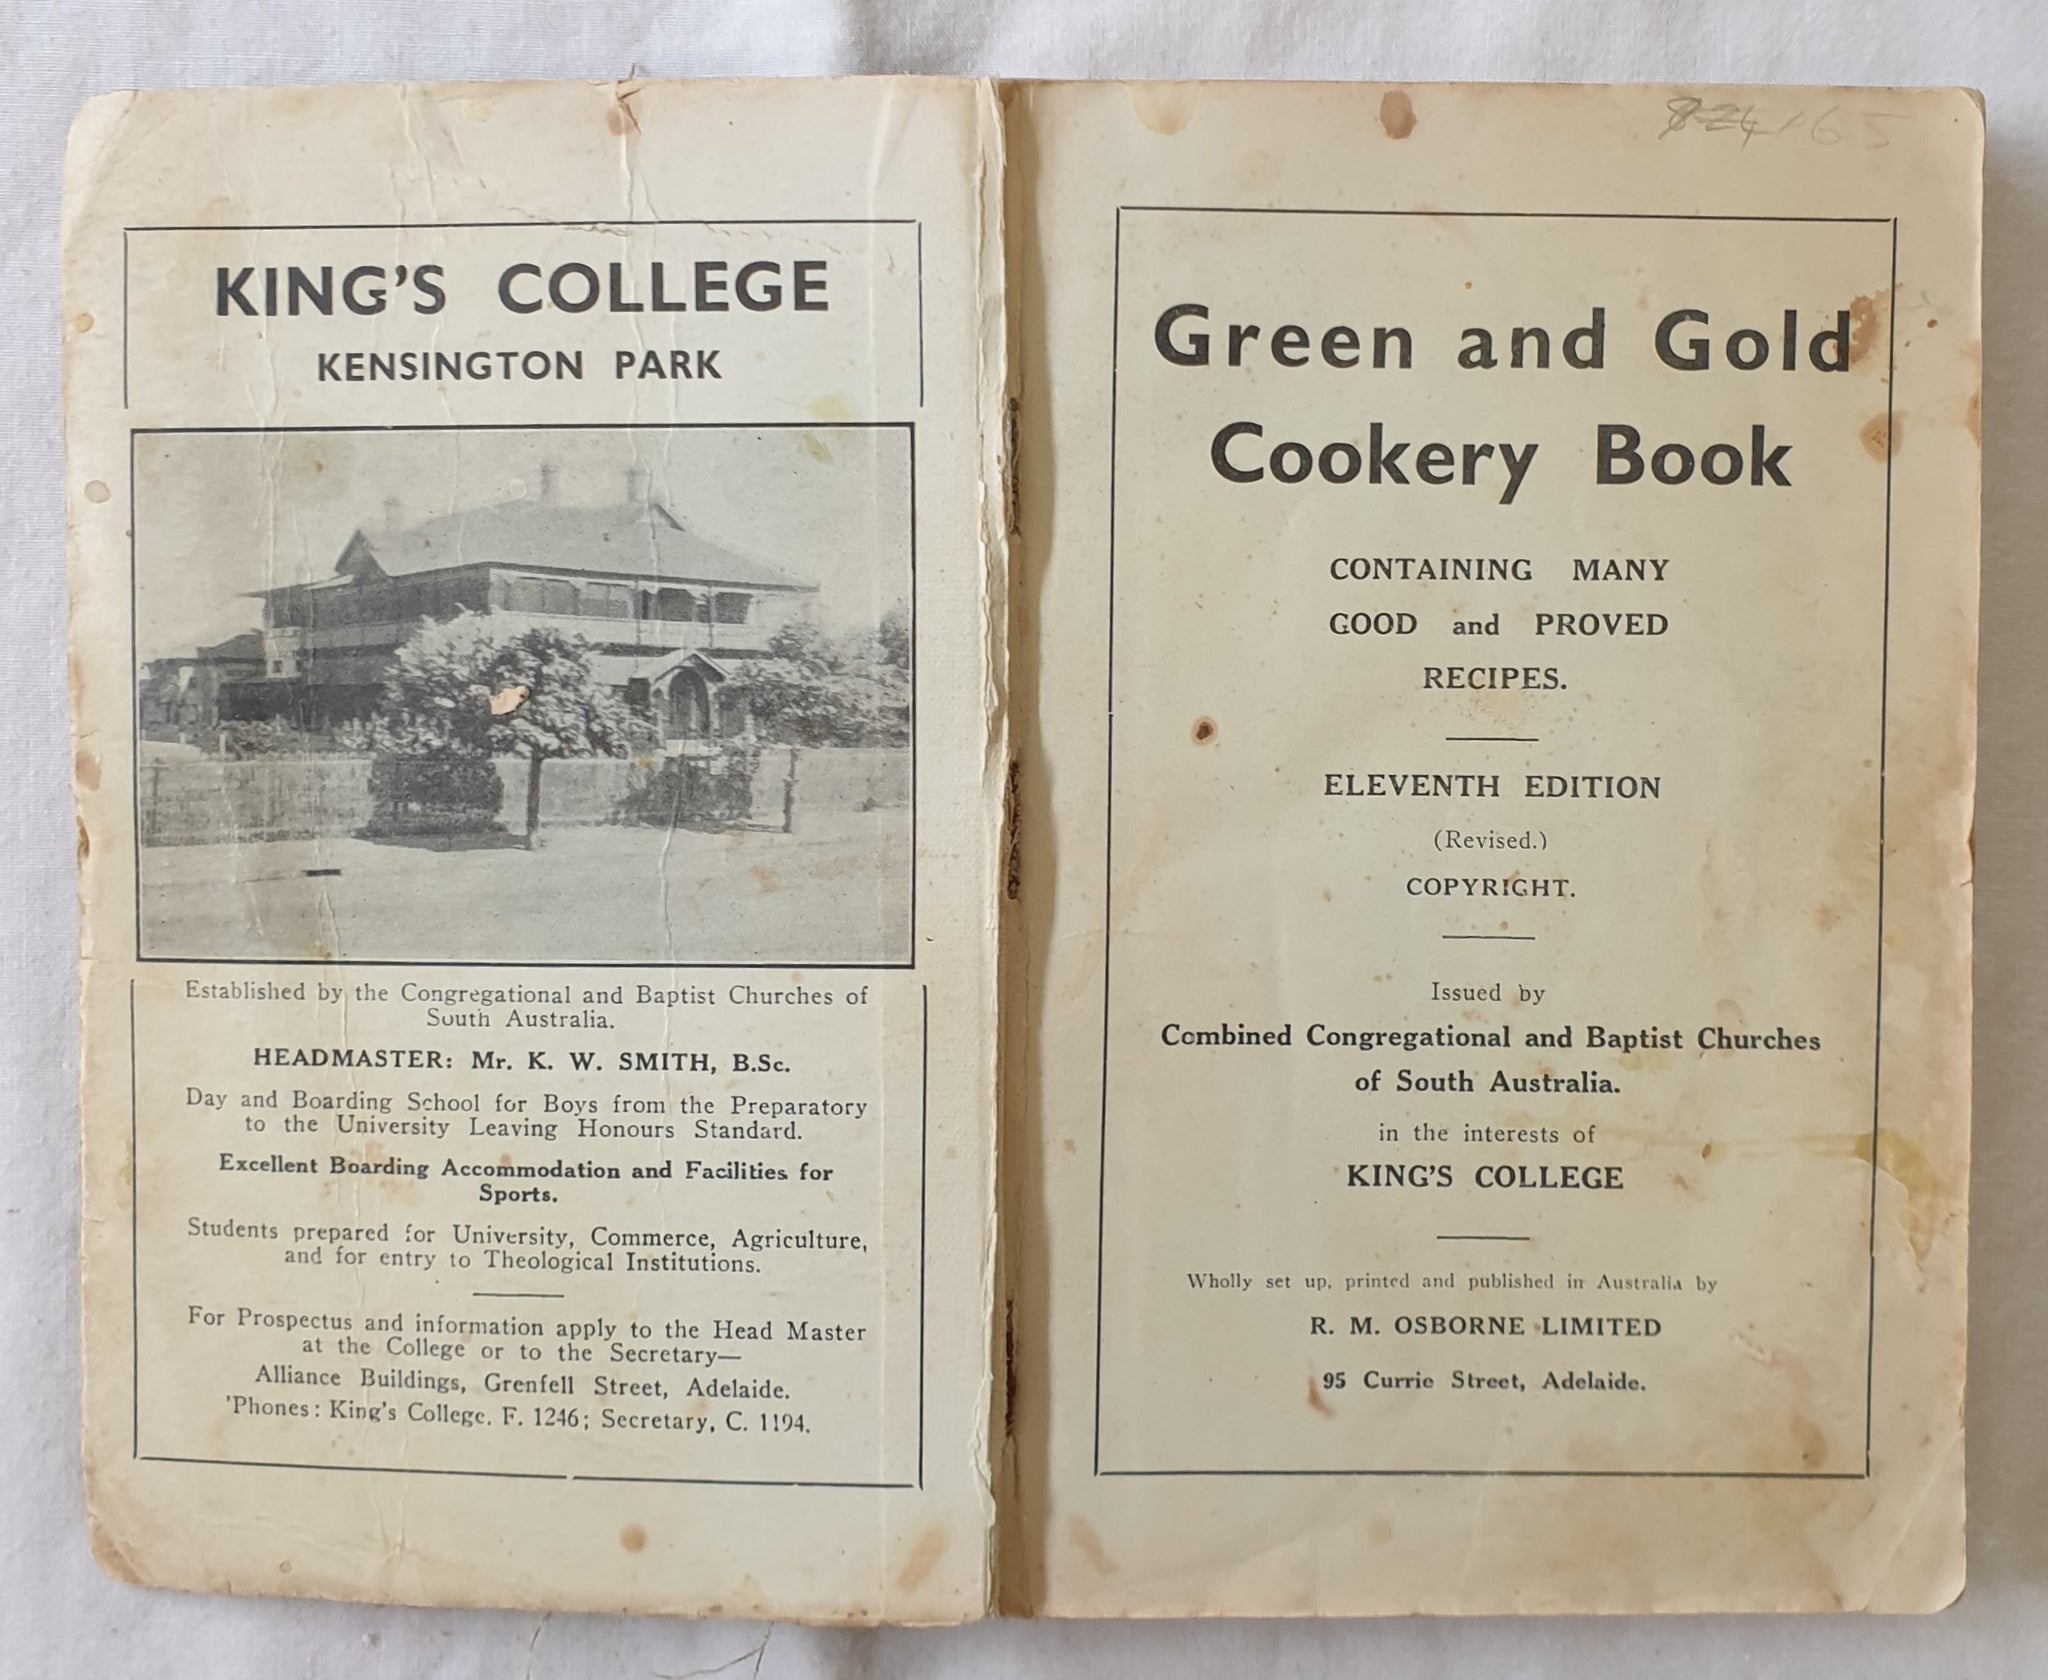 KING'S COLLEGE
KENSINGTON PARK
Established by the Congregational and Baptist Churches of
South Australia.
HEADMASTER: Mr. K. W. SMITH, B.Sc.
Day and Boarding School for Boys from the Preparatory
to the University Leaving Honours Standard.
Excellent Boarding Accommodation and Facilities for
Sports.
Students prepared for University, Commerce, Agriculture,
and for entry to Theological Institutions.
For Prospectus and information apply to the Head Master
at the College or to the Secretary—
Alliance Buildings, Grenfell Street, Adelaide.
'Phones: King's College. F. 1246; Secretary, C. 1194.
65
Green and Gold
Cookery Book
CONTAINING MANY
GOOD and PROVED
RECIPES.
ELEVENTH EDITION
(Revised.)
COPYRIGHT.
Issued by
Combined Congregational and Baptist Churches
of South Australia.
in the interests of
KING'S COLLEGE
Wholly set up, printed and published in Australia by
R. M. OSBORNE LIMITED
95 Currie Street, Adelaide.